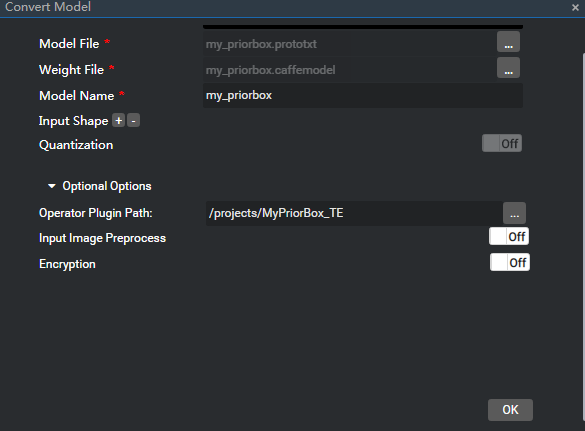 Convert Model ×
Model File * my_priorbox.prototxt ...
Weight File * my_priorbox.caffemodel ...
Model Name * my_priorbox
Input Shape + -
Quantization Off
Optional Options
Operator Plugin Path: /projects/MyPriorBox_TE ...
Input Image Preprocess Off
Encryption Off
OK